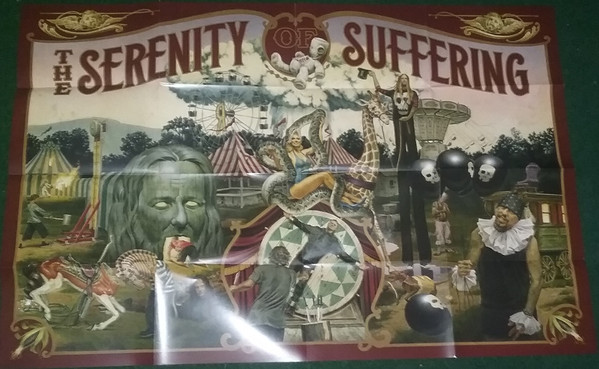 THE SERENITY OF SUFFERING